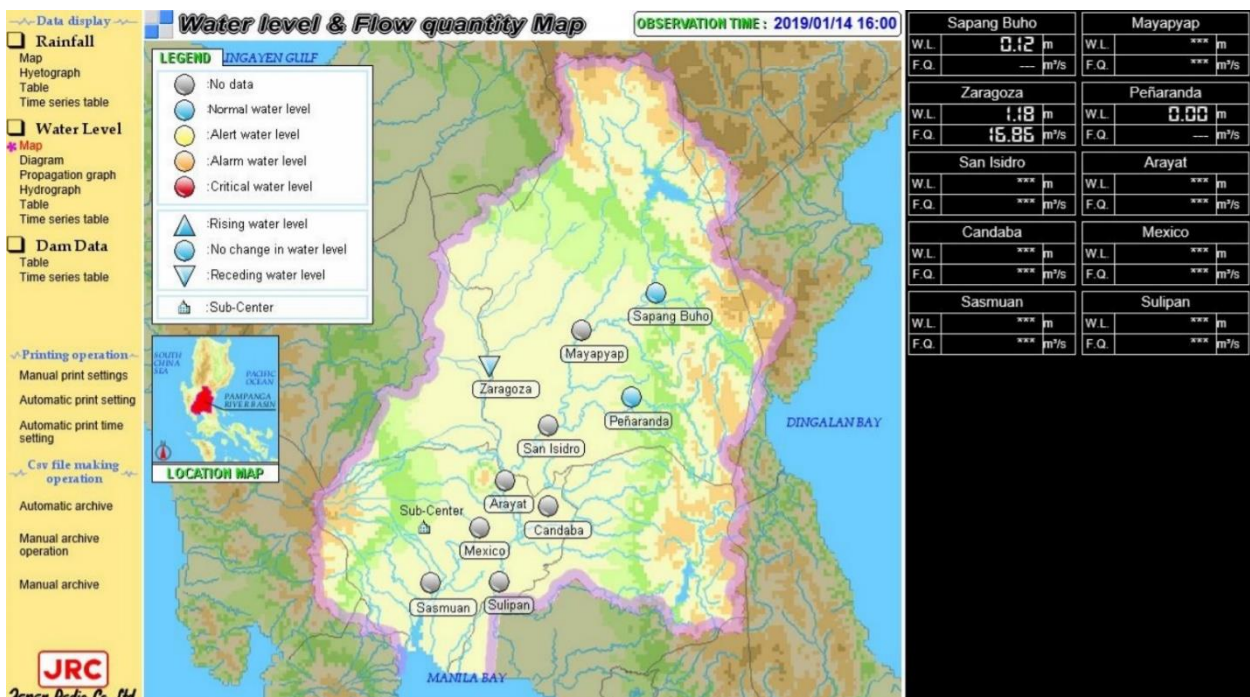 Data display
Rainfall
Map
Hyetograph
Table
Time series table
Water Level
Map
Diagram
Propagation graph
Hydrograph
Table
Time series table
Dam Data
Table
Time series table
Printing operation
Manual print settings
Automatic print setting
Automatic print time
setting
Csv file making
operation
Automatic archive
Manual archive
operation
Manual archive
JRC
Japan Radio Co., Ltd
Water level & Flow quantity Map
OBSERVATION TIME : 2019/01/14 16:00
LEGEND
INGAYEN GULF
:No data
:Normal water level
:Alert water level
:Alarm water level
:Critical water level
:Rising water level
:No change in water level
:Receding water level
:Sub-Center
SOUTH
CHINA
SEA
PACIFIC
OCEAN
PAMPANGA
RIVER BASIN
N
LOCATION MAP
Sapang Buho
Mayapyap
Zaragoza
Peñaranda
DINGALAN BAY
San Isidro
Arayat
Sub-Center
Candaba
Mexico
Sasmuan
Sulipan
MANILA BAY
Sapang Buho
W.L. 0.12 m
F.Q. --- m³/s
Mayapyap
W.L. *** m
F.Q. *** m³/s
Zaragoza
W.L. 1.18 m
F.Q. 16.86 m³/s
Peñaranda
W.L. 0.00 m
F.Q. --- m³/s
San Isidro
W.L. *** m
F.Q. *** m³/s
Arayat
W.L. *** m
F.Q. *** m³/s
Candaba
W.L. *** m
F.Q. *** m³/s
Mexico
W.L. *** m
F.Q. *** m³/s
Sasmuan
W.L. *** m
F.Q. *** m³/s
Sulipan
W.L. *** m
F.Q. *** m³/s